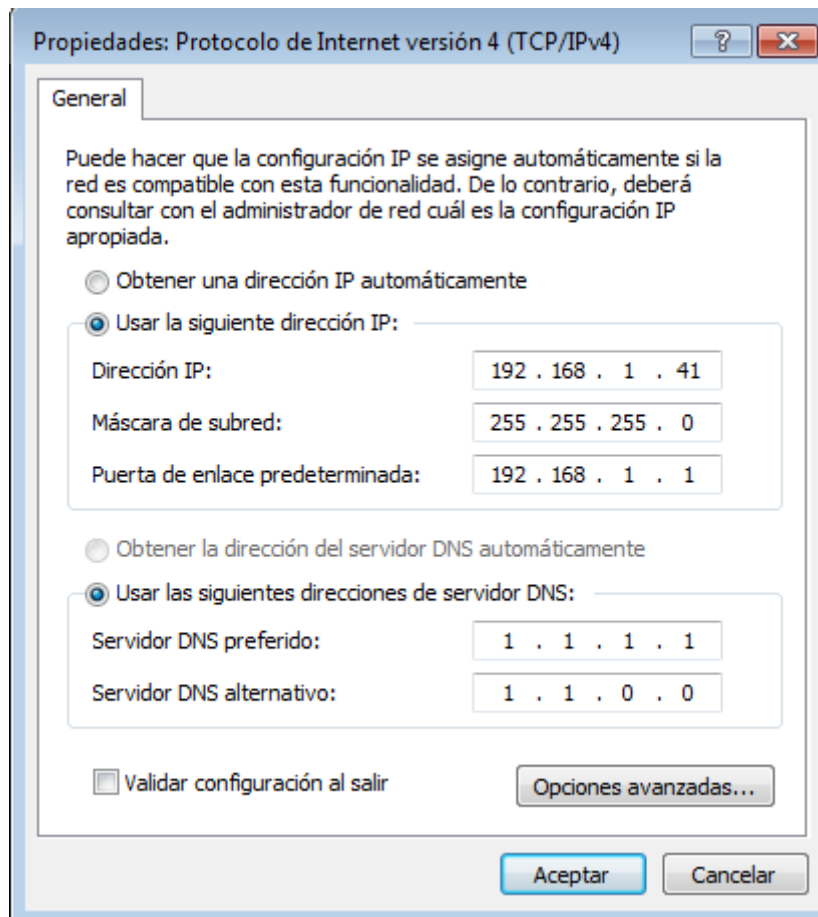 Propiedades: Protocolo de Internet versión 4 (TCP/IPv4)
General
Puede hacer que la configuración IP se asigne automáticamente si la
red es compatible con esta funcionalidad. De lo contrario, deberá
consultar con el administrador de red cuál es la configuración IP
apropiada.
Obtener una dirección IP automáticamente
Usar la siguiente dirección IP:
Dirección IP: 192 . 168 . 1 . 41
Máscara de subred: 255 . 255 . 255 . 0
Puerta de enlace predeterminada: 192 . 168 . 1 . 1
Obtener la dirección del servidor DNS automáticamente
Usar las siguientes direcciones de servidor DNS:
Servidor DNS preferido: 1 . 1 . 1 . 1
Servidor DNS alternativo: 1 . 1 . 0 . 0
Validar configuración al salir
Opciones avanzadas...
Aceptar Cancelar